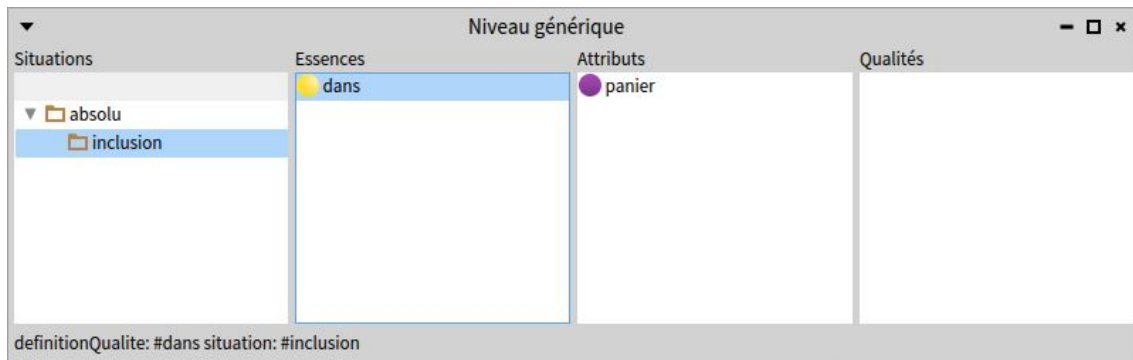 Niveau générique
Situations Essences Attributs Qualités
dans panier
absolu
inclusion
definitionQualite: #dans situation: #inclusion